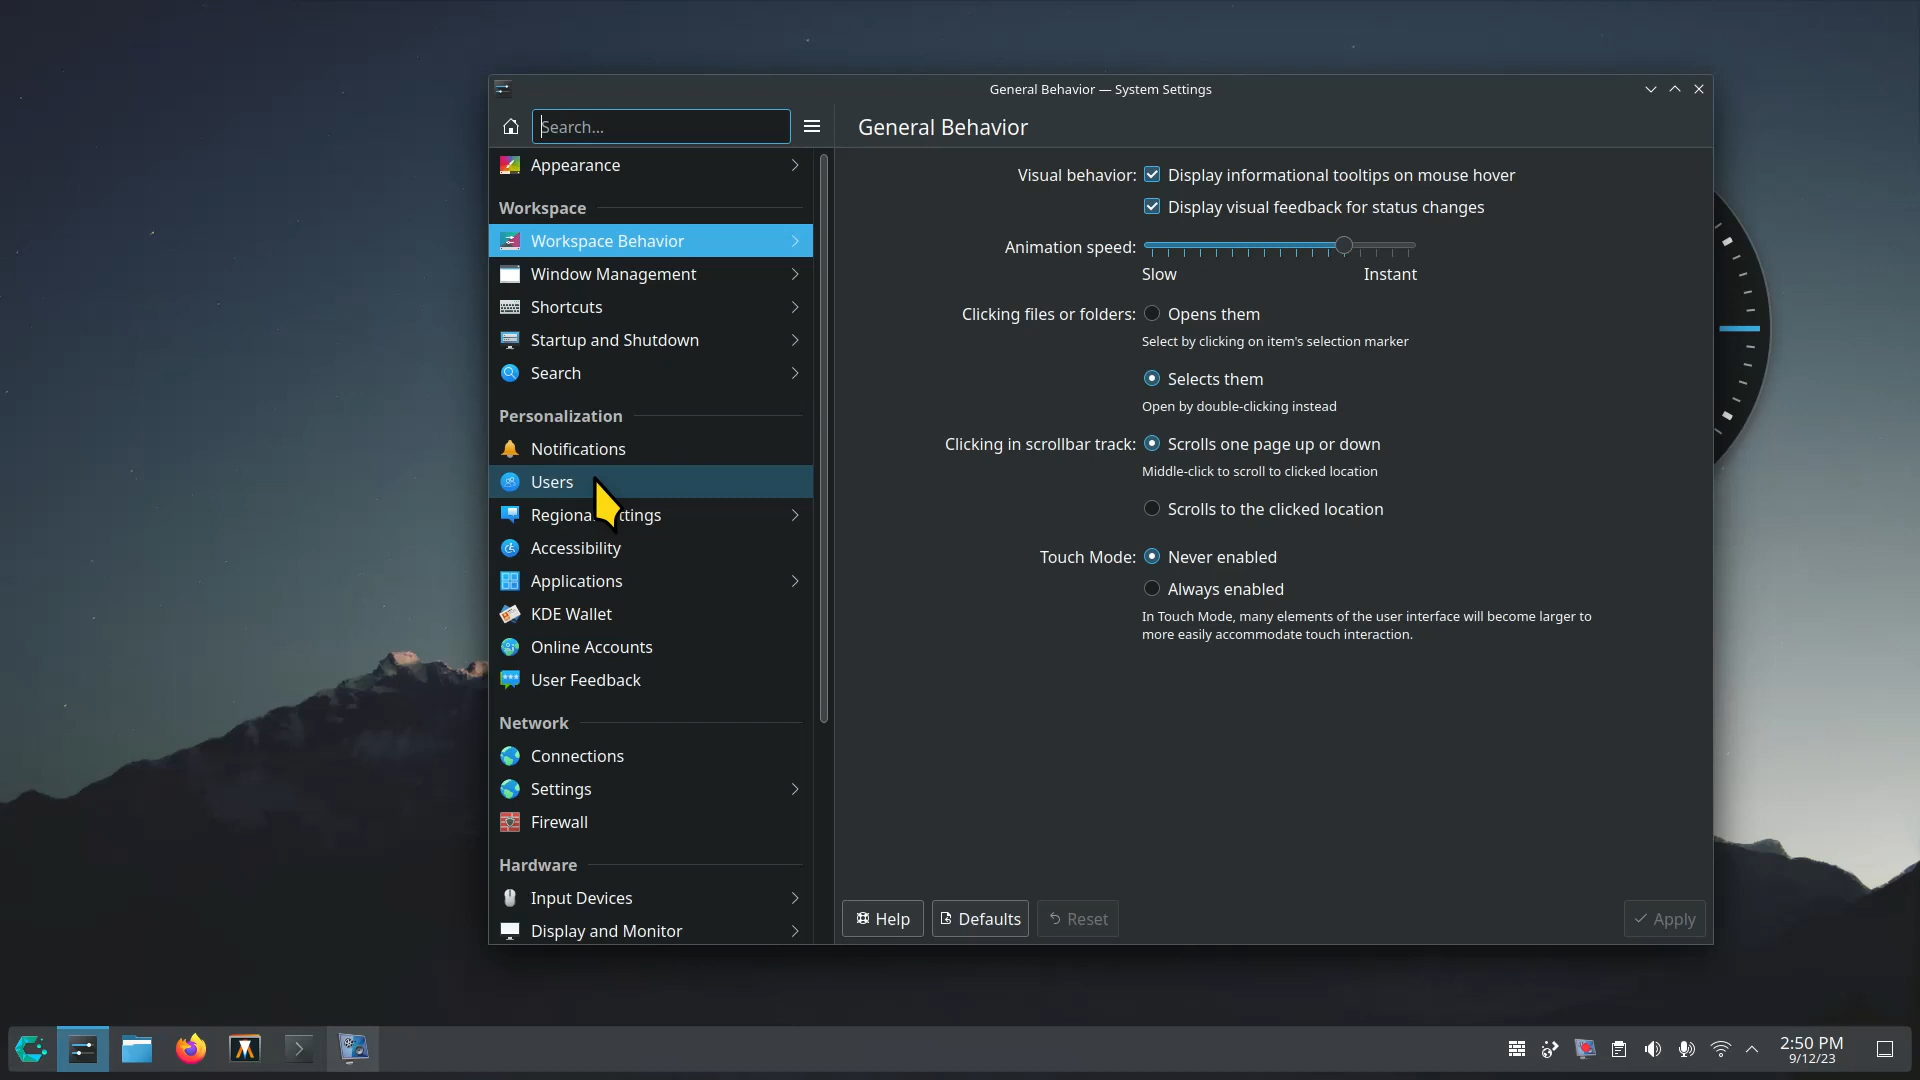 General Behavior — System Settings
Search...
General Behavior
Appearance
Workspace
Workspace Behavior
Window Management
Shortcuts
Startup and Shutdown
Search
Personalization
Notifications
Users
Regional Settings
Accessibility
Applications
KDE Wallet
Online Accounts
User Feedback
Network
Connections
Settings
Firewall
Hardware
Input Devices
Display and Monitor
Visual behavior: Display informational tooltips on mouse hover
Display visual feedback for status changes
Animation speed:
Slow Instant
Clicking files or folders: Opens them
Select by clicking on item's selection marker
Selects them
Open by double-clicking instead
Clicking in scrollbar track: Scrolls one page up or down
Middle-click to scroll to clicked location
Scrolls to the clicked location
Touch Mode: Never enabled
Always enabled
In Touch Mode, many elements of the user interface will become larger to
more easily accommodate touch interaction.
Help Defaults Reset Apply
2:50 PM
9/12/23